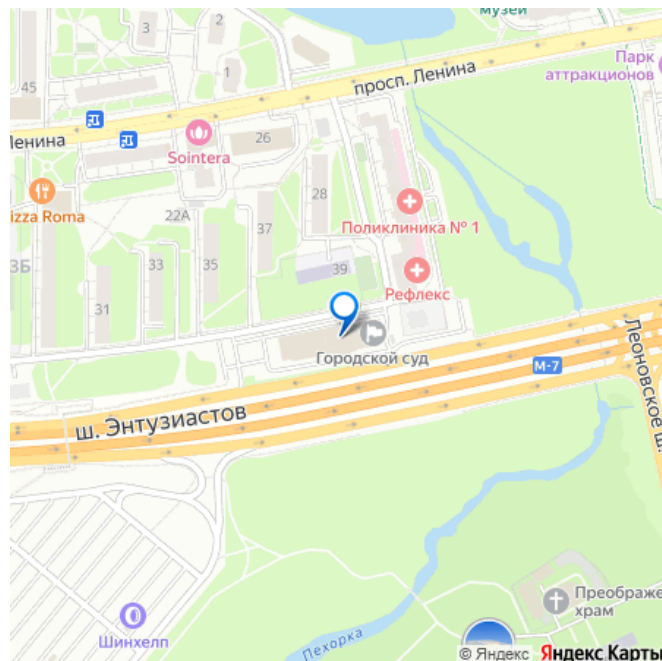 музей
3
1
45
просп. Ленина
Парк
аттракционов
Ленина
Sointera
26
izza Roma
22А
28
Поликлиника № 1
37
3Б
33
35
39
Рефлекс
31
Городской суд
М-7
Леоновское ш.
ш. Энтузиастов
Преображе
храм
Шинхелп
Пехорка
© Яндекс Яндекс Карты